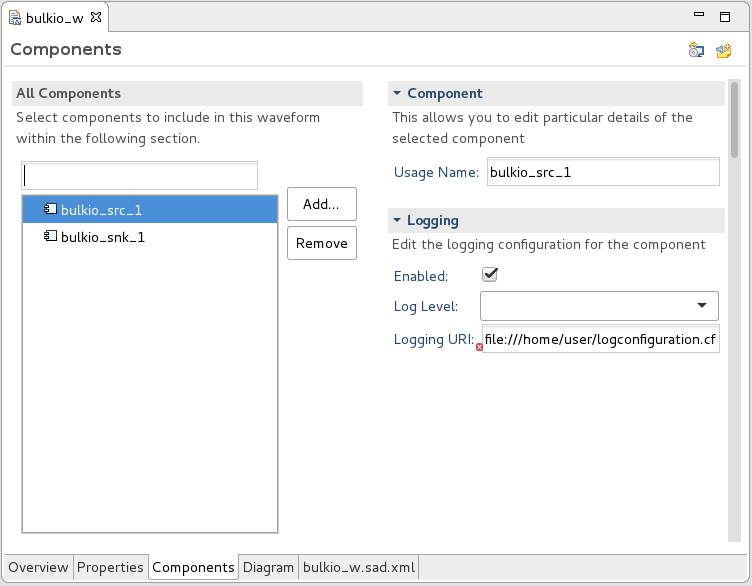 bulkio_w
Components
All Components
Select components to include in this waveform
within the following section.
bulkio_src_1
bulkio_snk_1
Add...
Remove
Component
This allows you to edit particular details of the
selected component
Usage Name: bulkio_src_1
Logging
Edit the logging configuration for the component
Enabled:
Log Level:
Logging URI: file:///home/user/logconfiguration.cf
Overview Properties Components Diagram bulkio_w.sad.xml